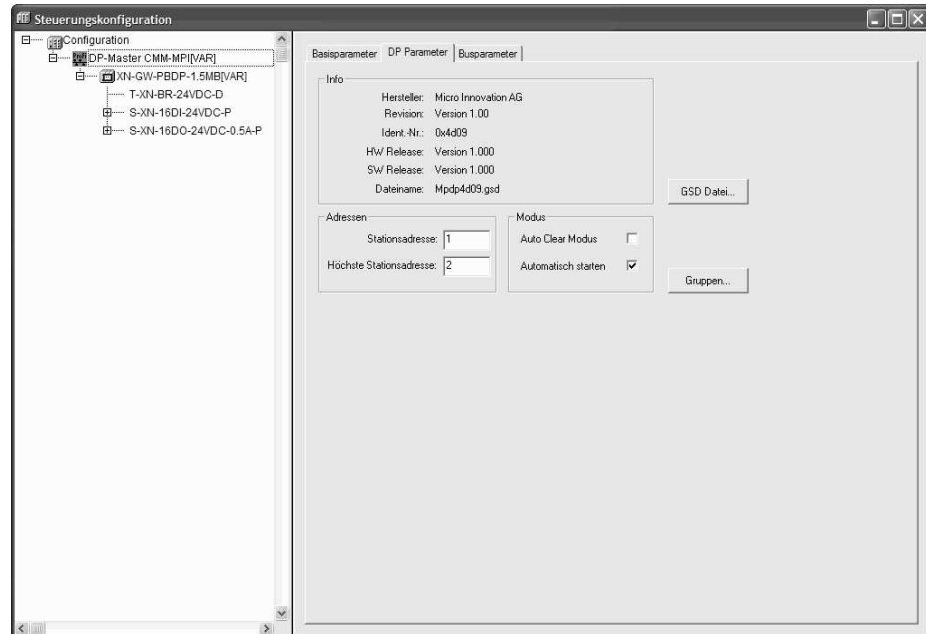 Steuerungskonfiguration
Configuration
DP-Master CMM-MPI[VAR]
XN-GW-PBDP-1.5MB[VAR]
T-XN-BR-24VDC-D
S-XN-16DI-24VDC-P
S-XN-16DO-24VDC-0.5A-P
Basisparameter DP Parameter Busparameter
Info
Hersteller: Micro Innovation AG
Revision: Version 1.00
Ident.-Nr.: 0x4d09
HW Release: Version 1.000
SW Release: Version 1.000
Dateiname: Mpdp4d09.gsd
GSD Datei...
Adressen
Stationsadresse: 1
Höchste Stationsadresse: 2
Modus
Auto Clear Modus
Automatisch starten
Gruppen...